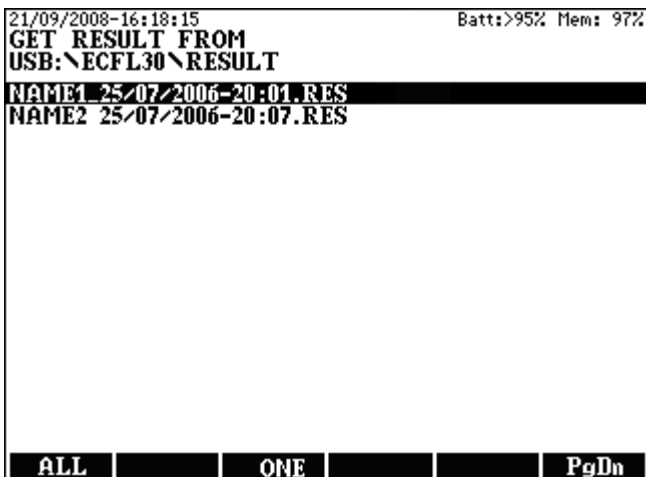 21/09/2008-16:18:15 Batt:>95% Mem: 97%
GET RESULT FROM
USB:\ECFL30\RESULT
NAME1_25/07/2006-20:01.RES
NAME2 25/07/2006-20:07.RES
ALL ONE PgDn